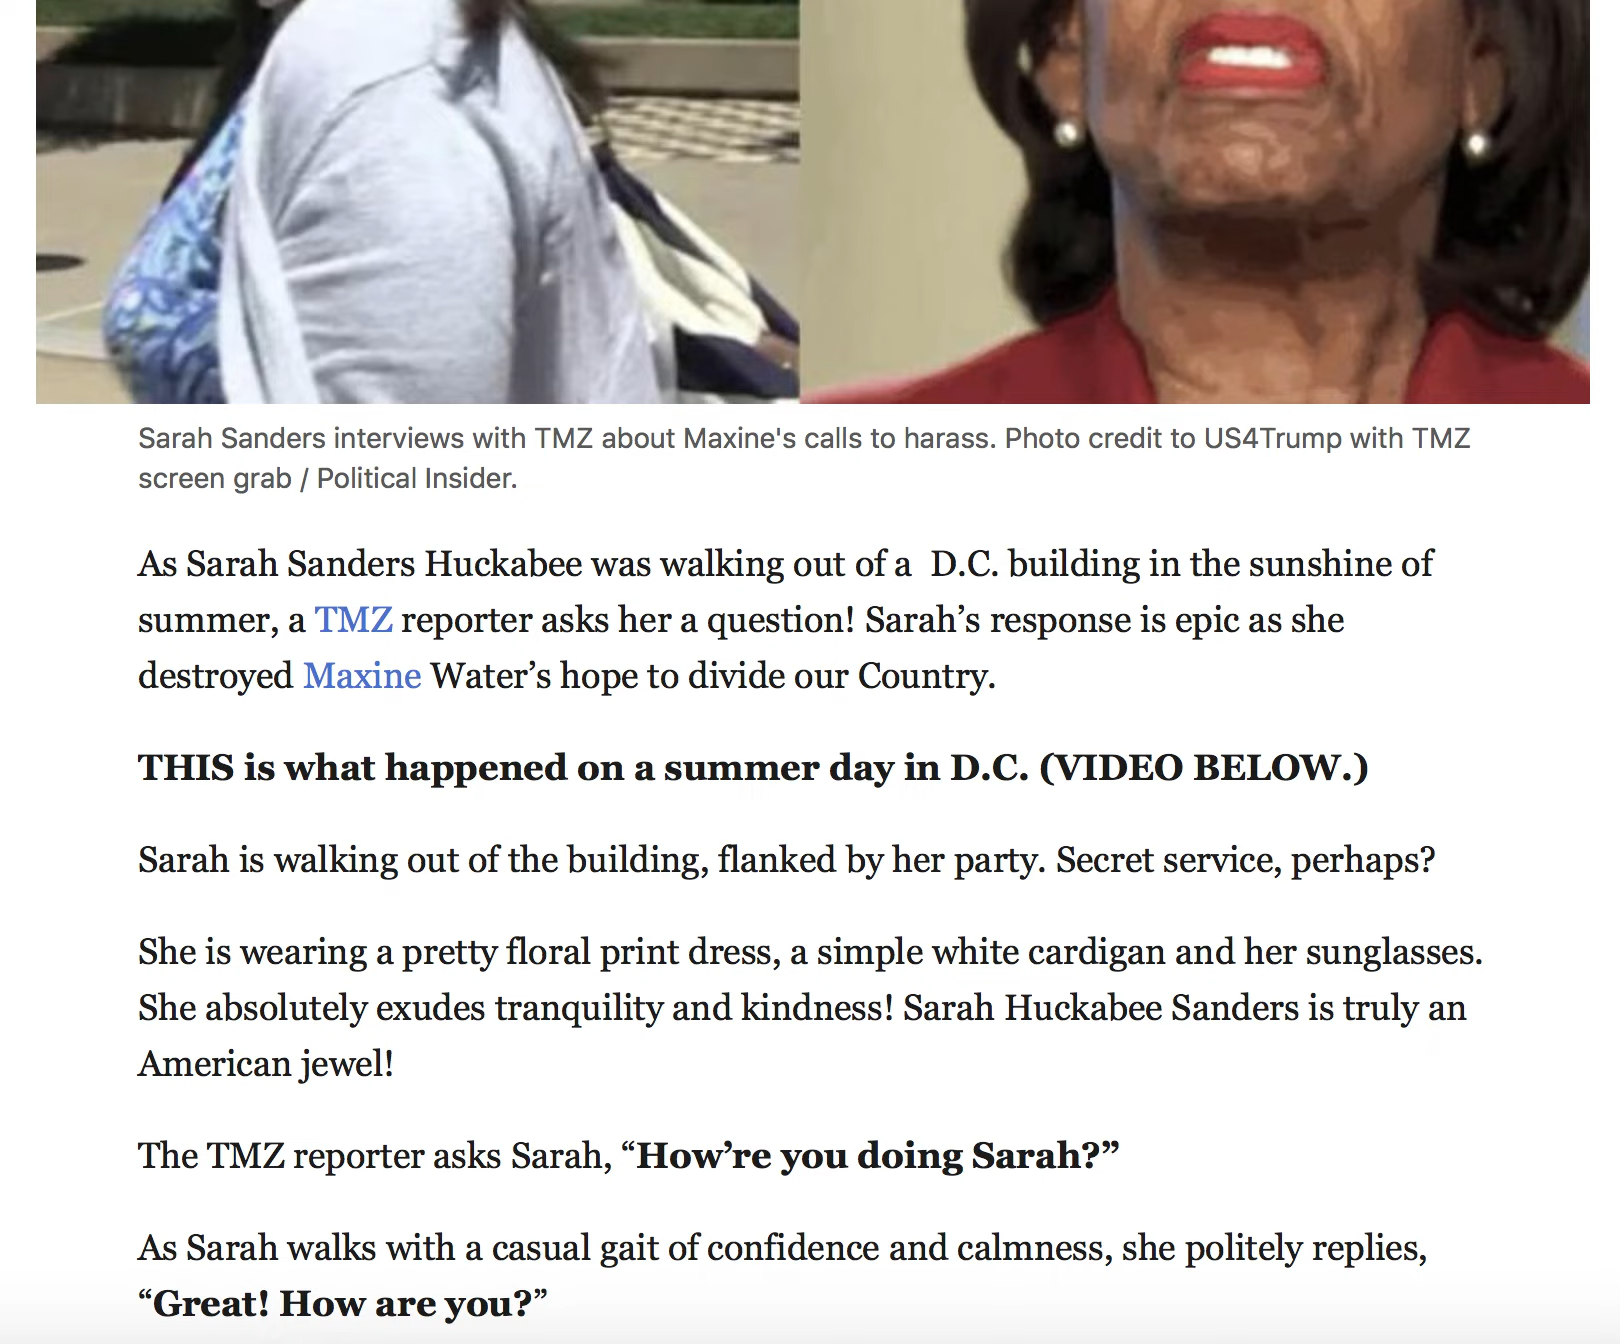 Sarah Sanders interviews with TMZ about Maxine's calls to harass. Photo credit to US4Trump with TMZ
screen grab / Political Insider.
As Sarah Sanders Huckabee was walking out of a  D.C. building in the sunshine of
summer, a TMZ reporter asks her a question! Sarah’s response is epic as she
destroyed Maxine Water’s hope to divide our Country.
THIS is what happened on a summer day in D.C. (VIDEO BELOW.)
Sarah is walking out of the building, flanked by her party. Secret service, perhaps?
She is wearing a pretty floral print dress, a simple white cardigan and her sunglasses.
She absolutely exudes tranquility and kindness! Sarah Huckabee Sanders is truly an
American jewel!
The TMZ reporter asks Sarah, “How’re you doing Sarah?”
As Sarah walks with a casual gait of confidence and calmness, she politely replies,
“Great! How are you?”